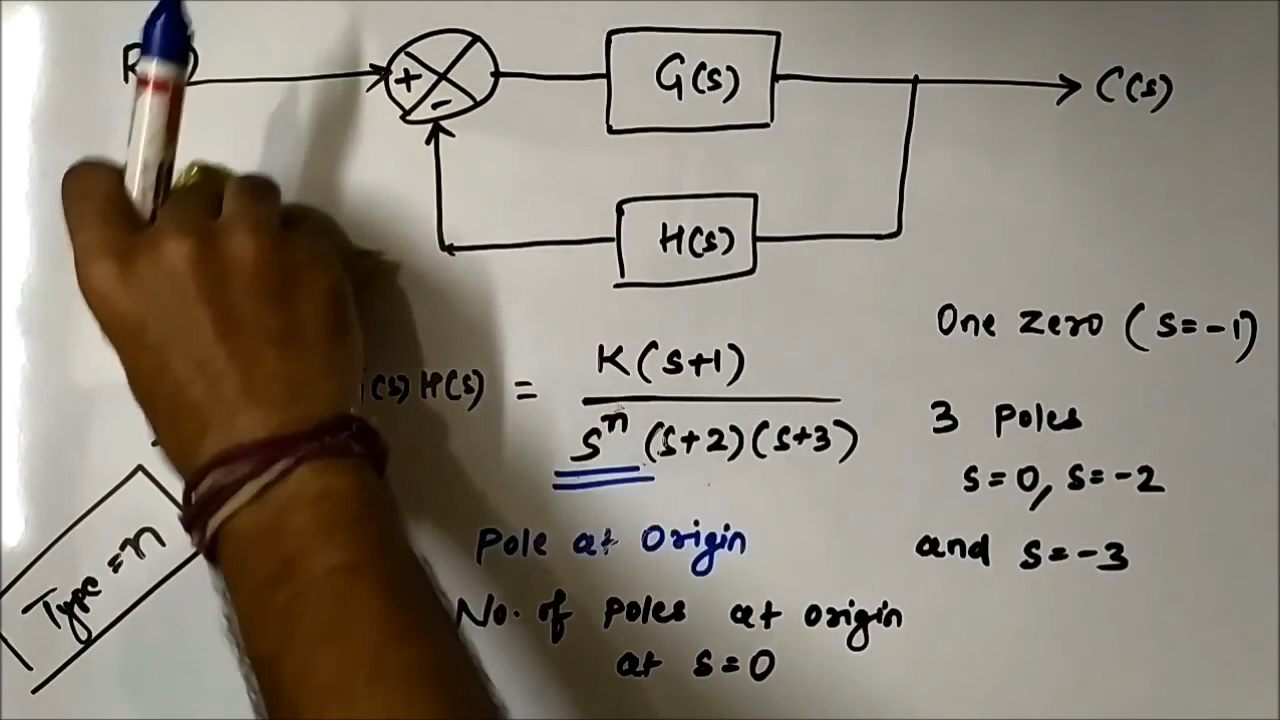 +
-
G(s)
C(s)
H(s)
(s) H(s) = K(s+1)
s^n (s+2)(s+3)
One zero (s=-1)
3 Poles
s=0, s=-2
and s=-3
Pole at Origin
No. of Poles at origin
at s=0
Type=n